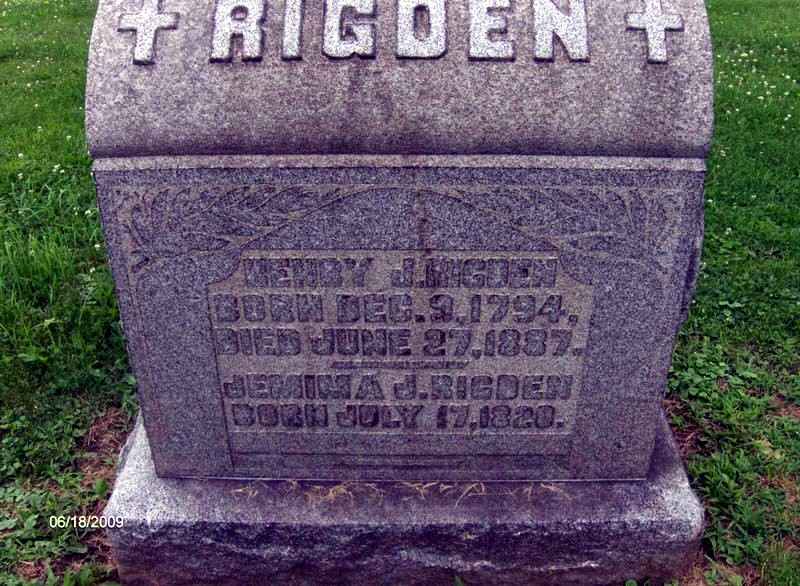 RIGDEN
HENRY J. RIGDEN
BORN DEC. 9, 1794.
DIED JUNE 27, 1887.
JEMIMA J. RIGDEN
BORN JULY 17, 1820.
06/18/2009